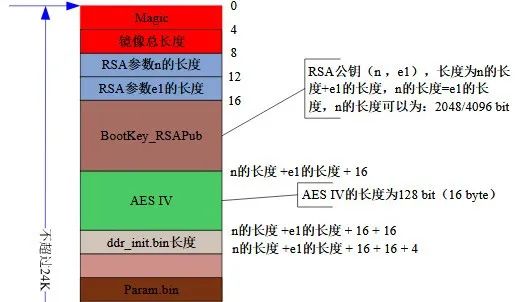 Magic
镜像总长度
RSA参数n的长度
RSA参数e1的长度
BootKey_RSAPub
AES IV
ddr_init.bin长度
Param.bin
0
4
8
12
16
n的长度 +e1的长度 + 16
n的长度 +e1的长度 + 16 + 16
n的长度 +e1的长度 + 16 + 16 + 4
RSA公钥（n ，e1），长度为n的长
度+e1的长度，n的长度=e1的长
度，n的长度可以为：2048/4096 bit
AES IV的长度为128 bit（16 byte）
不超过24K